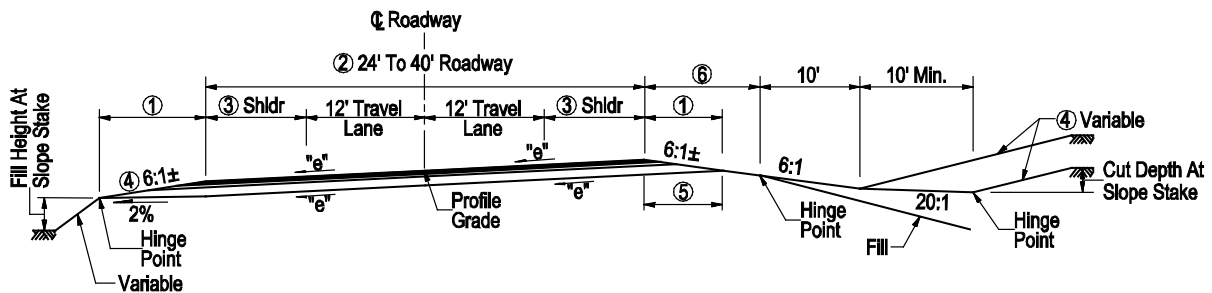 ℄ Roadway
② 24' To 40' Roadway
⑥
10'
10' Min.
①
③ Shldr
12' Travel
Lane
12' Travel
Lane
③ Shldr
①
④ Variable
Fill Height At
Slope Stake
"e"
"e"
6:1±
④ 6:1±
6:1
Cut Depth At
Slope Stake
"e"
"e"
⑤
2%
Profile
Grade
20:1
Hinge
Point
Hinge
Point
Hinge
Point
Fill
Variable